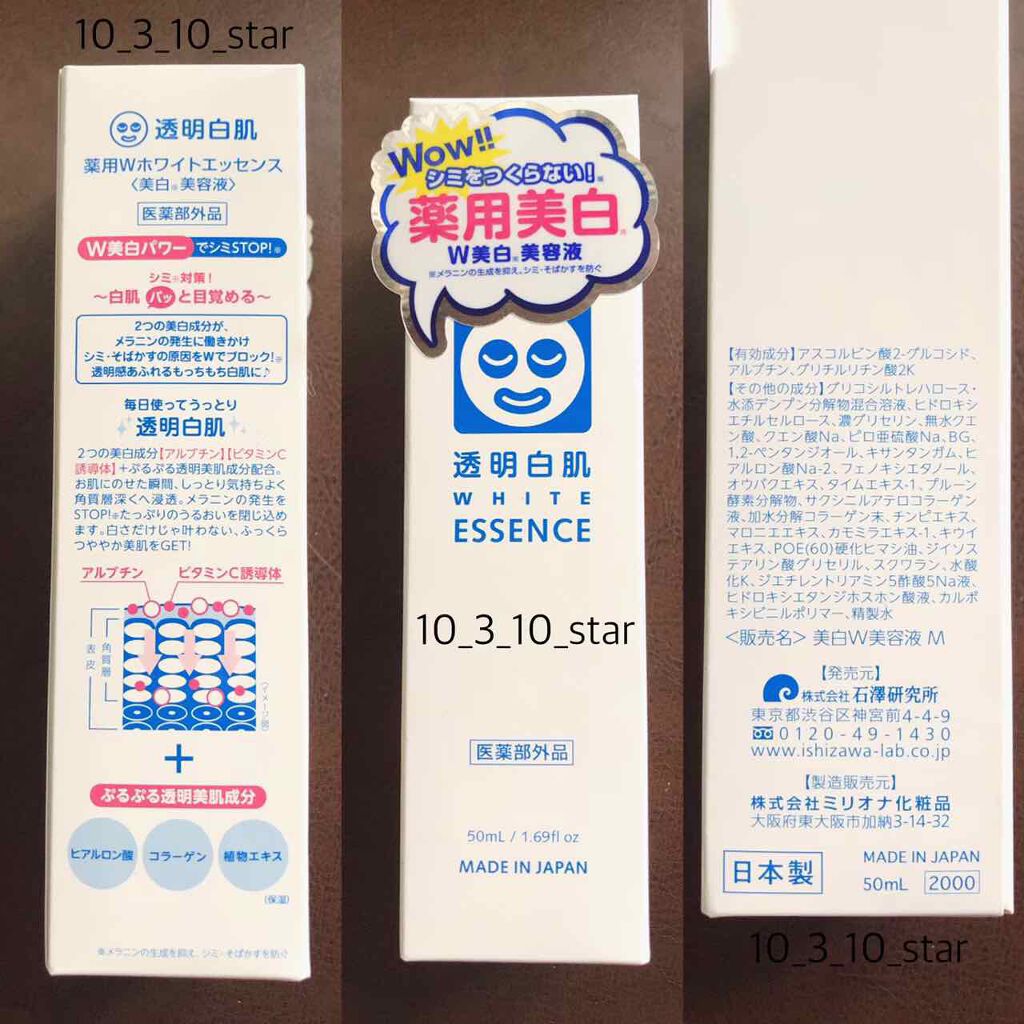 10_3_10_star
透明白肌
薬用Wホワイトエッセンス
〈美白※美容液〉
医薬部外品
W美白パワーでシミSTOP!※
シミ※対策!
〜白肌パッと目覚める〜
2つの美白成分が、
メラニンの発生に働きかけ
シミ・そばかすの原因をWでブロック!※
透明感あふれるもっちもち白肌に♪
毎日使ってうっとり
透明白肌
2つの美白成分【アルブチン】【ビタミンC
誘導体】+ぷるぷる透明美肌成分配合。
お肌にのせた瞬間、しっとり気持ちよく
角質層深くへ浸透。メラニンの発生を
STOP!※たっぷりのうるおいを閉じ込め
ます。白さだけじゃ叶わない、ふっくら
つややか美肌をGET!
アルブチン ビタミンC誘導体
角質層
表皮
(イメージ図)
+
ぷるぷる透明美肌成分
ヒアルロン酸 コラーゲン 植物エキス
(保湿)
※メラニンの生成を抑え、シミ・そばかすを防ぐ
Wow!!
シミをつくらない!※
薬用美白※
W美白※美容液
※メラニンの生成を抑え、シミ・そばかすを防ぐ
透明白肌
WHITE
ESSENCE
10_3_10_star
医薬部外品
50mL / 1.69fl oz
MADE IN JAPAN
【有効成分】アスコルビン酸2-グルコシド、
アルブチン、グリチルリチン酸2K
【その他の成分】グリコシルトレハロース・
水添デンプン分解物混合溶液、ヒドロキシ
エチルセルロース、濃グリセリン、無水クエ
ン酸、クエン酸Na、ピロ亜硫酸Na、BG、
1,2-ペンタンジオール、キサンタンガム、ヒ
アルロン酸Na-2、フェノキシエタノール、
オウバクエキス、タイムエキス-1、プルーン
酵素分解物、サクシニルアテロコラーゲン
液、加水分解コラーゲン末、チンピエキス、
マロニエエキス、カモミラエキス-1、キウイ
エキス、POE(60)硬化ヒマシ油、ジイソス
テアリン酸グリセリル、スクワラン、水酸
化K、ジエチレントリアミン5酢酸5Na液、
ヒドロキシエタンジホスホン酸液、カルボ
キシビニルポリマー、精製水
<販売名> 美白W美容液 M
【発売元】
株式会社 石澤研究所
東京都渋谷区神宮前4-4-9
0120-49-1430
www.ishizawa-lab.co.jp
【製造販売元】
株式会社ミリオナ化粧品
大阪府東大阪市加納3-14-32
日本製
MADE IN JAPAN
50mL 2000
10_3_10_star